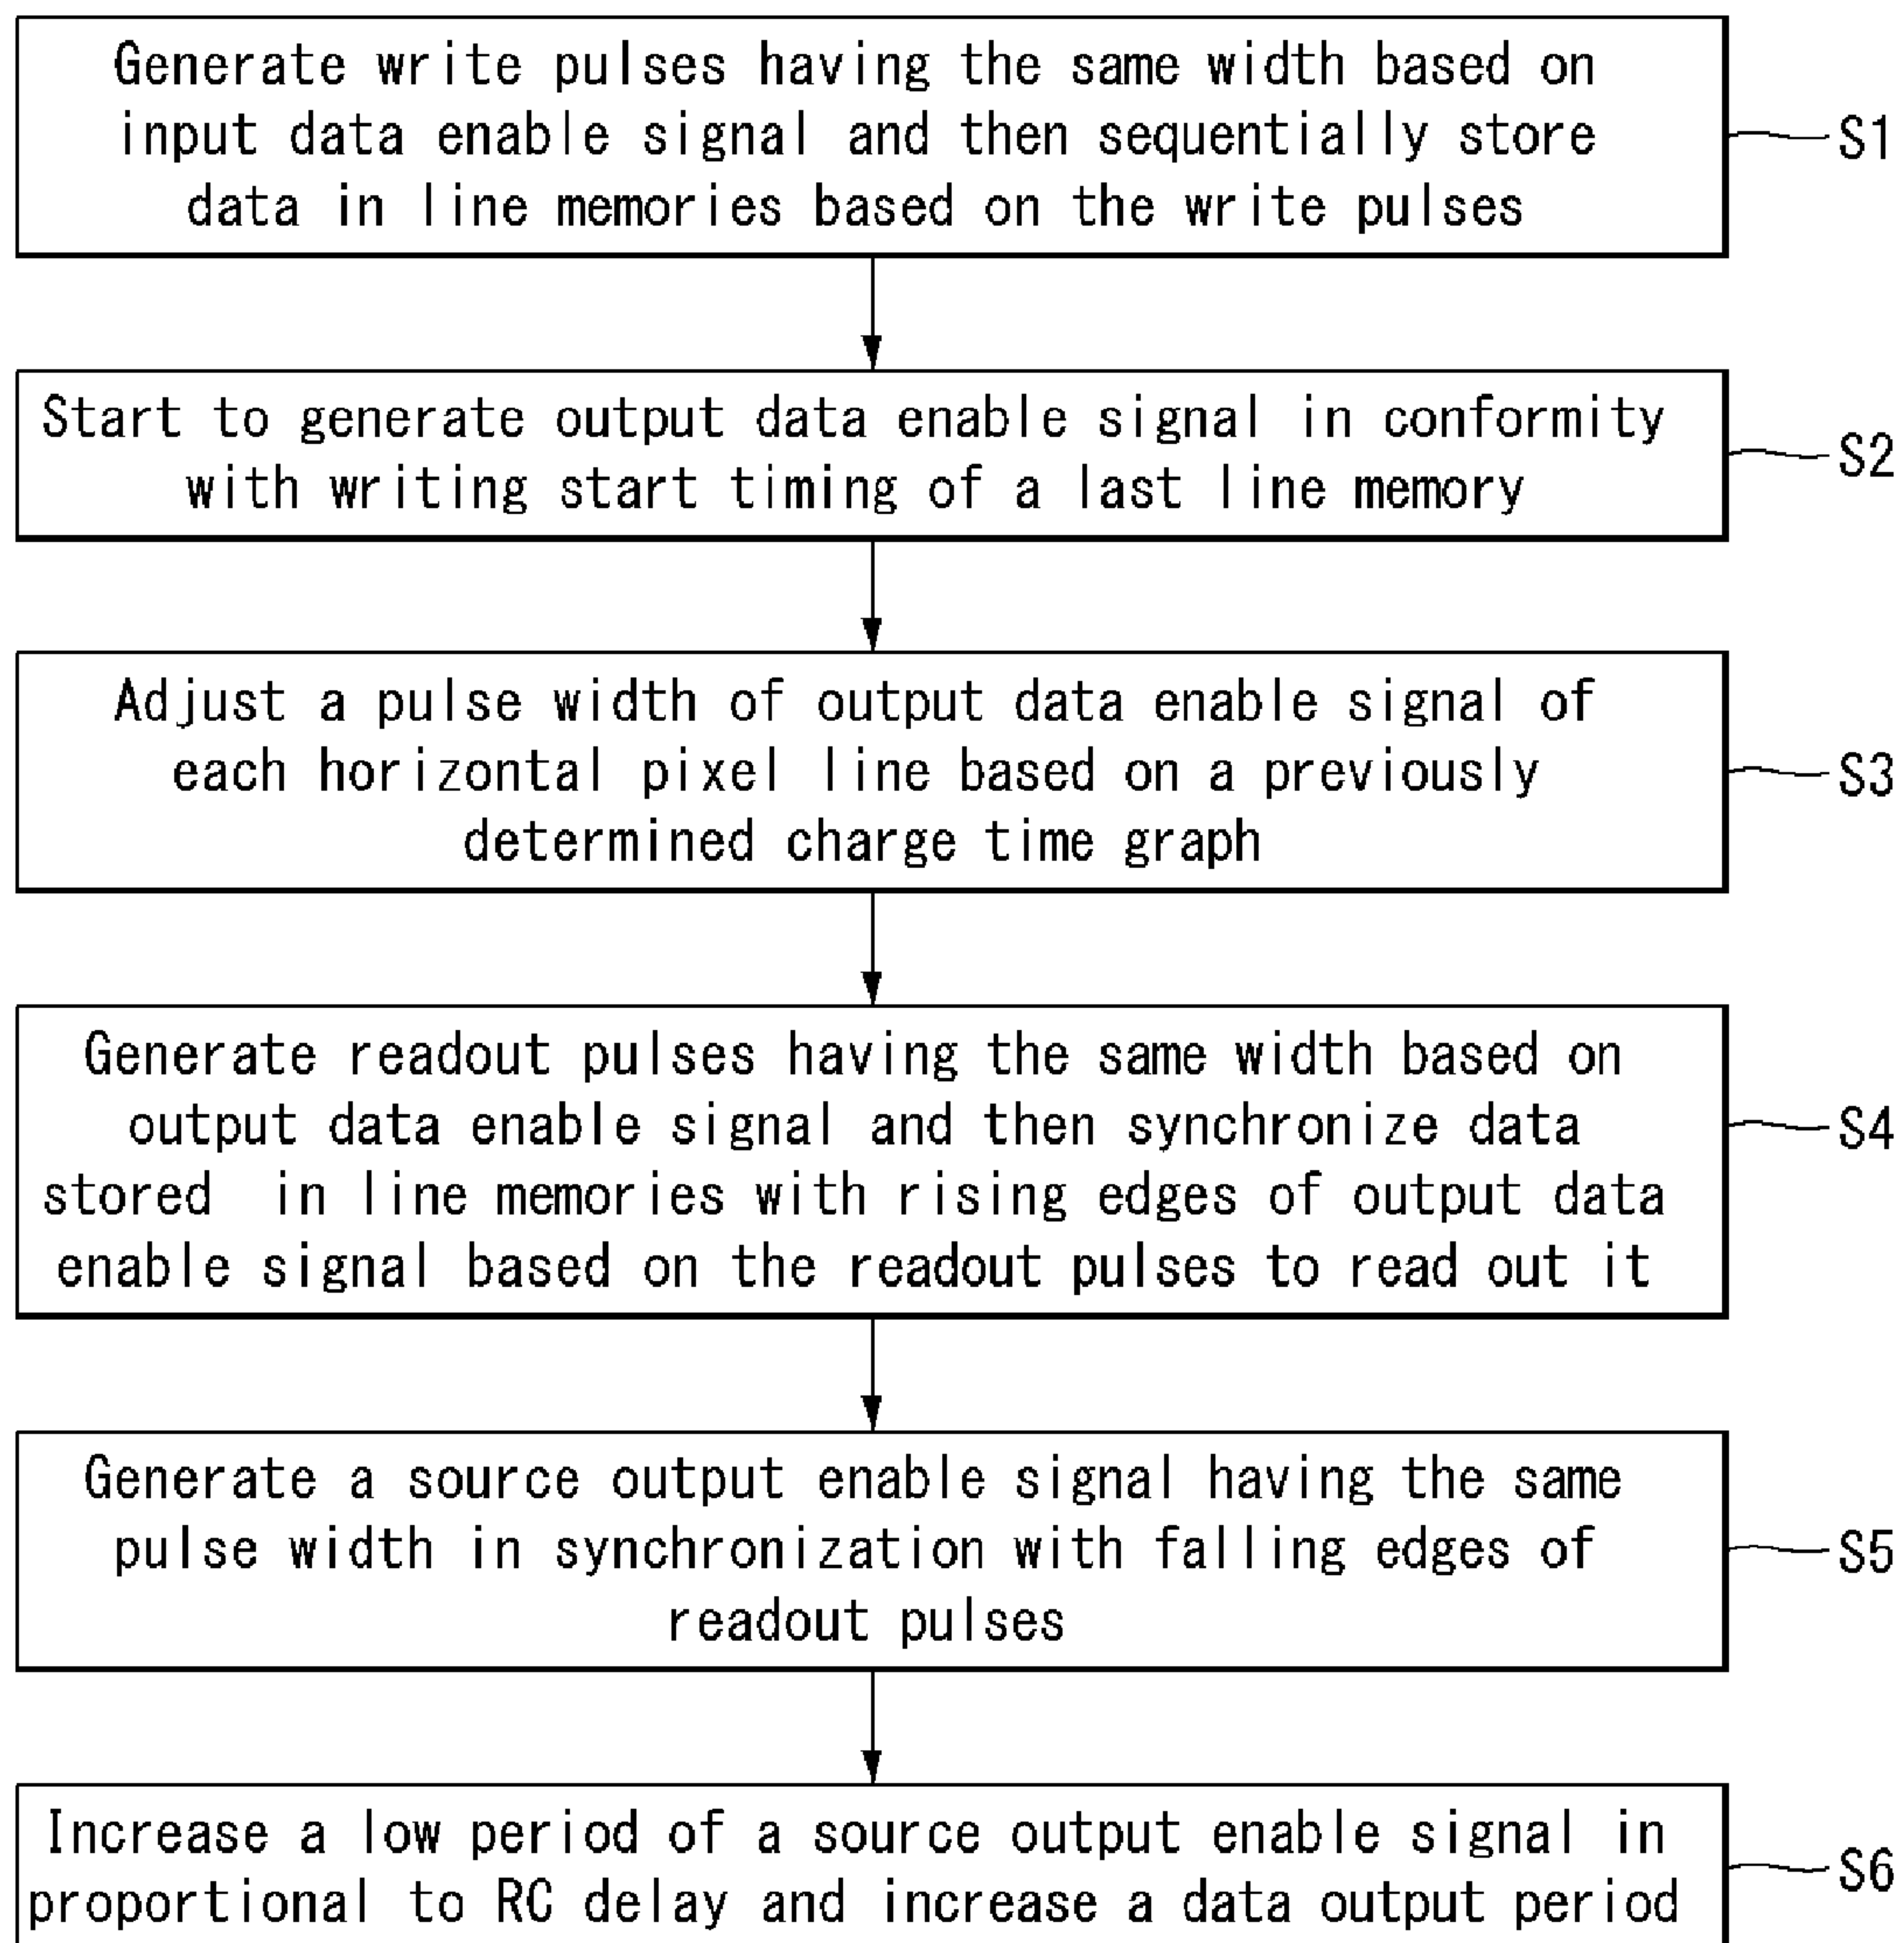 Generate write pulses having the same width based on
input data enable signal and then sequentially store
data in line memories based on the write pulses
S1
Start to generate output data enable signal in conformity
with writing start timing of a last line memory
S2
Adjust a pulse width of output data enable signal of
each horizontal pixel line based on a previously
determined charge time graph
S3
Generate readout pulses having the same width based on
output data enable signal and then synchronize data
stored in line memories with rising edges of output data
enable signal based on the readout pulses to read out it
S4
Generate a source output enable signal having the same
pulse width in synchronization with falling edges of
readout pulses
S5
Increase a low period of a source output enable signal in
proportional to RC delay and increase a data output period
S6